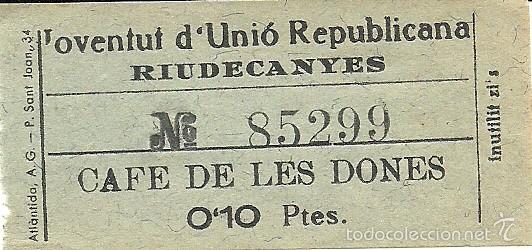 Joventut d'Unió Republicana
RIUDECANYES
Nº 85299
CAFE DE LES DONES
0'10 Ptes.
Atlàntida, A. G. — P. Sant Joan, 34
Inutilit zi's
todocoleccion